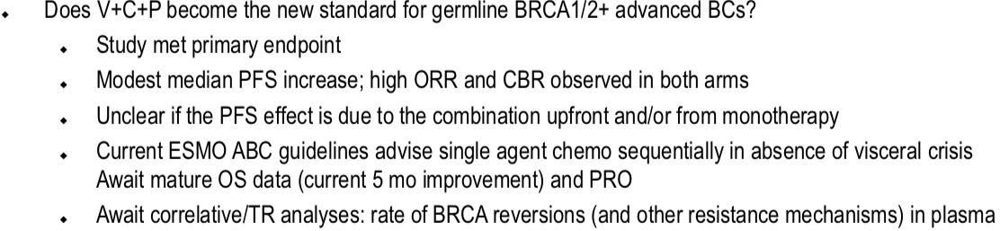 ⬥ Does V+C+P become the new standard for germline BRCA1/2+ advanced BCs?
⬥ Study met primary endpoint
⬥ Modest median PFS increase; high ORR and CBR observed in both arms
⬥ Unclear if the PFS effect is due to the combination upfront and/or from monotherapy
⬥ Current ESMO ABC guidelines advise single agent chemo sequentially in absence of visceral crisis
Await mature OS data (current 5 mo improvement) and PRO
⬥ Await correlative/TR analyses: rate of BRCA reversions (and other resistance mechanisms) in plasma